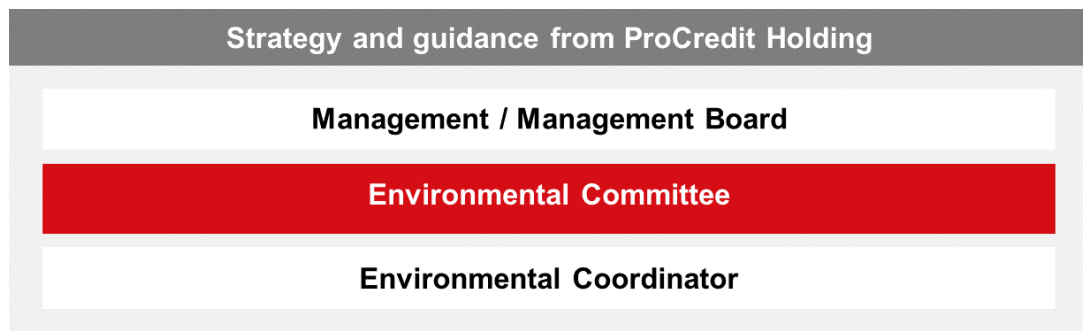 Strategy and guidance from ProCredit Holding
Management / Management Board
Environmental Committee
Environmental Coordinator